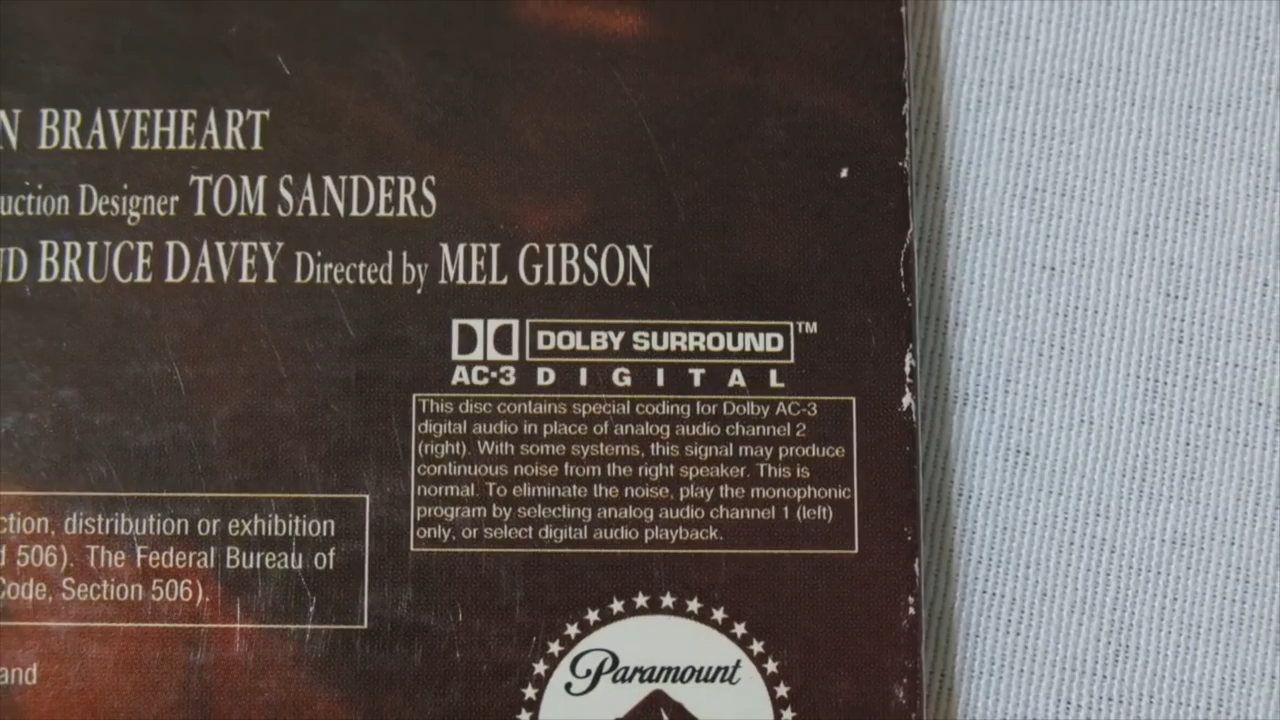 N BRAVEHEART
uction Designer TOM SANDERS
ND BRUCE DAVEY Directed by MEL GIBSON
DOLBY SURROUND™
AC-3 DIGITAL
This disc contains special coding for Dolby AC-3
digital audio in place of analog audio channel 2
(right). With some systems, this signal may produce
continuous noise from the right speaker. This is
normal. To eliminate the noise, play the monophonic
program by selecting analog audio channel 1 (left)
only, or select digital audio playback.
ction, distribution or exhibition
d 506). The Federal Bureau of
Code, Section 506).
and
Paramount